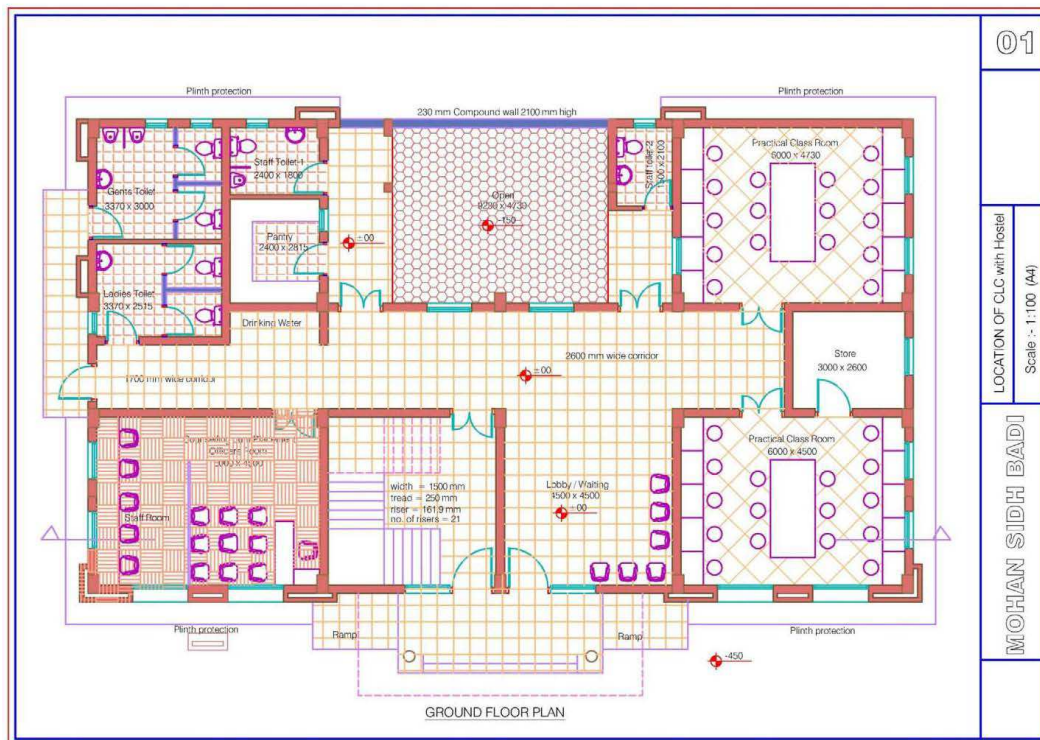 01
Plinth protection
230 mm Compound wall 2100 mm high
Plinth protection
Gents Toilet
3370 x 3000
Staff Toilet-1
2400 x 1800
Open
-150
Staff toilet-2
Practical Class Room
6000 x 4730
±00
Pantry
2400 x 2815
Ladies Toilet
3370 x 2515
Drinking Water
1700 mm wide corridor
2600 mm wide corridor
±00
Store
3000 x 2600
Officers Room
Staff Room
width = 1500 mm
tread = 250 mm
riser = 161.9 mm
no. of risers = 21
Lobby / Waiting
4500 x 4500
±00
Practical Class Room
6000 x 4500
Plinth protection
Ramp
Ramp
Plinth protection
-450
GROUND FLOOR PLAN
LOCATION OF CLC with Hostel
Scale :- 1:100 (A4)
MOHAN SIDH BADI